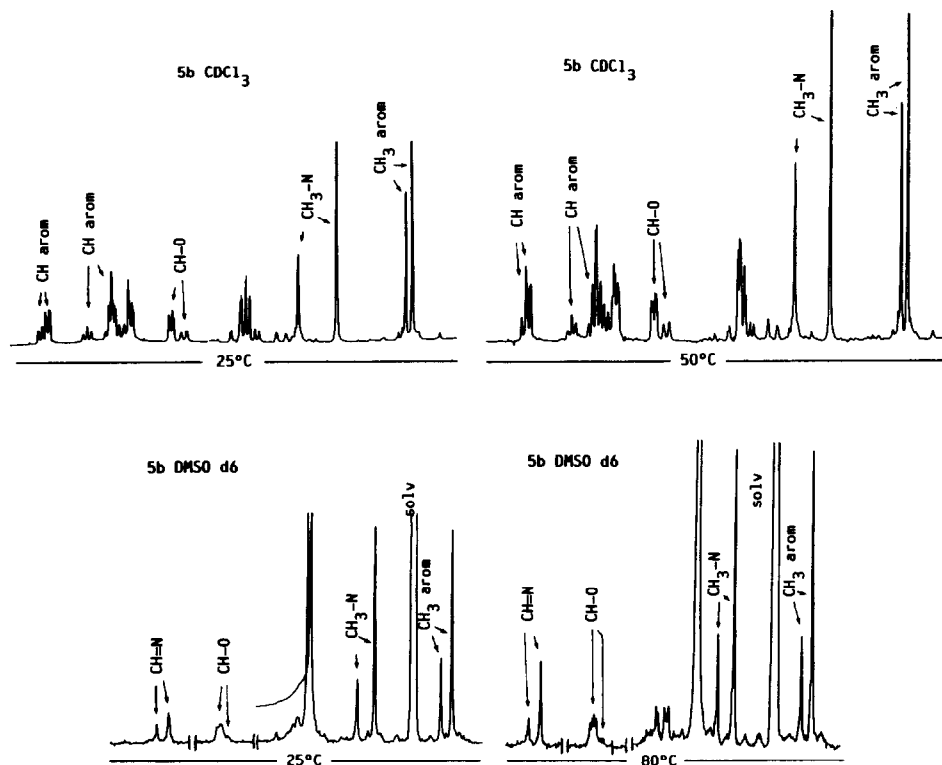 5b CDCl3
CH arom
CH arom
CH-O
CH3-N
CH3 arom
25°C
5b CDCl3
CH arom
CH arom
CH-O
CH3-N
CH3 arom
50°C
5b DMSO d6
CH=N
CH-O
CH3-N
solv
CH3 arom
25°C
5b DMSO d6
CH=N
CH-O
CH3-N
solv
CH3 arom
80°C